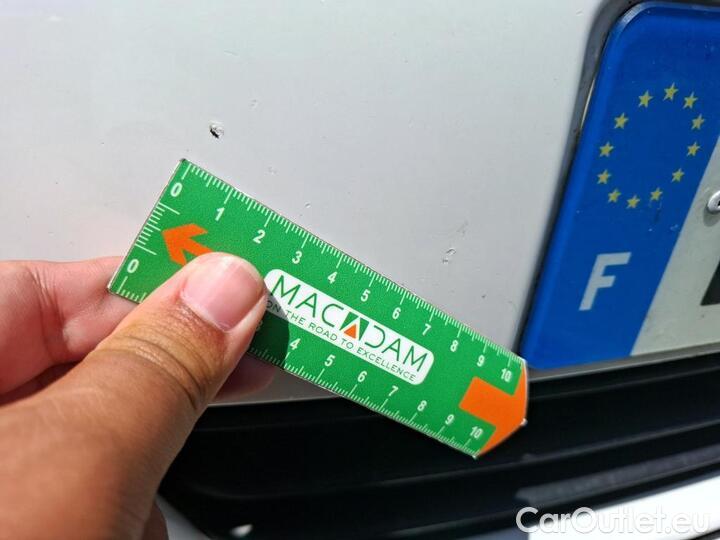 0 1 2 3 4 5 6 7 8 9 10
MACADAM
ON THE ROAD TO EXCELLENCE
0 5 6 7 8 9 10
F
CarOutlet.eu